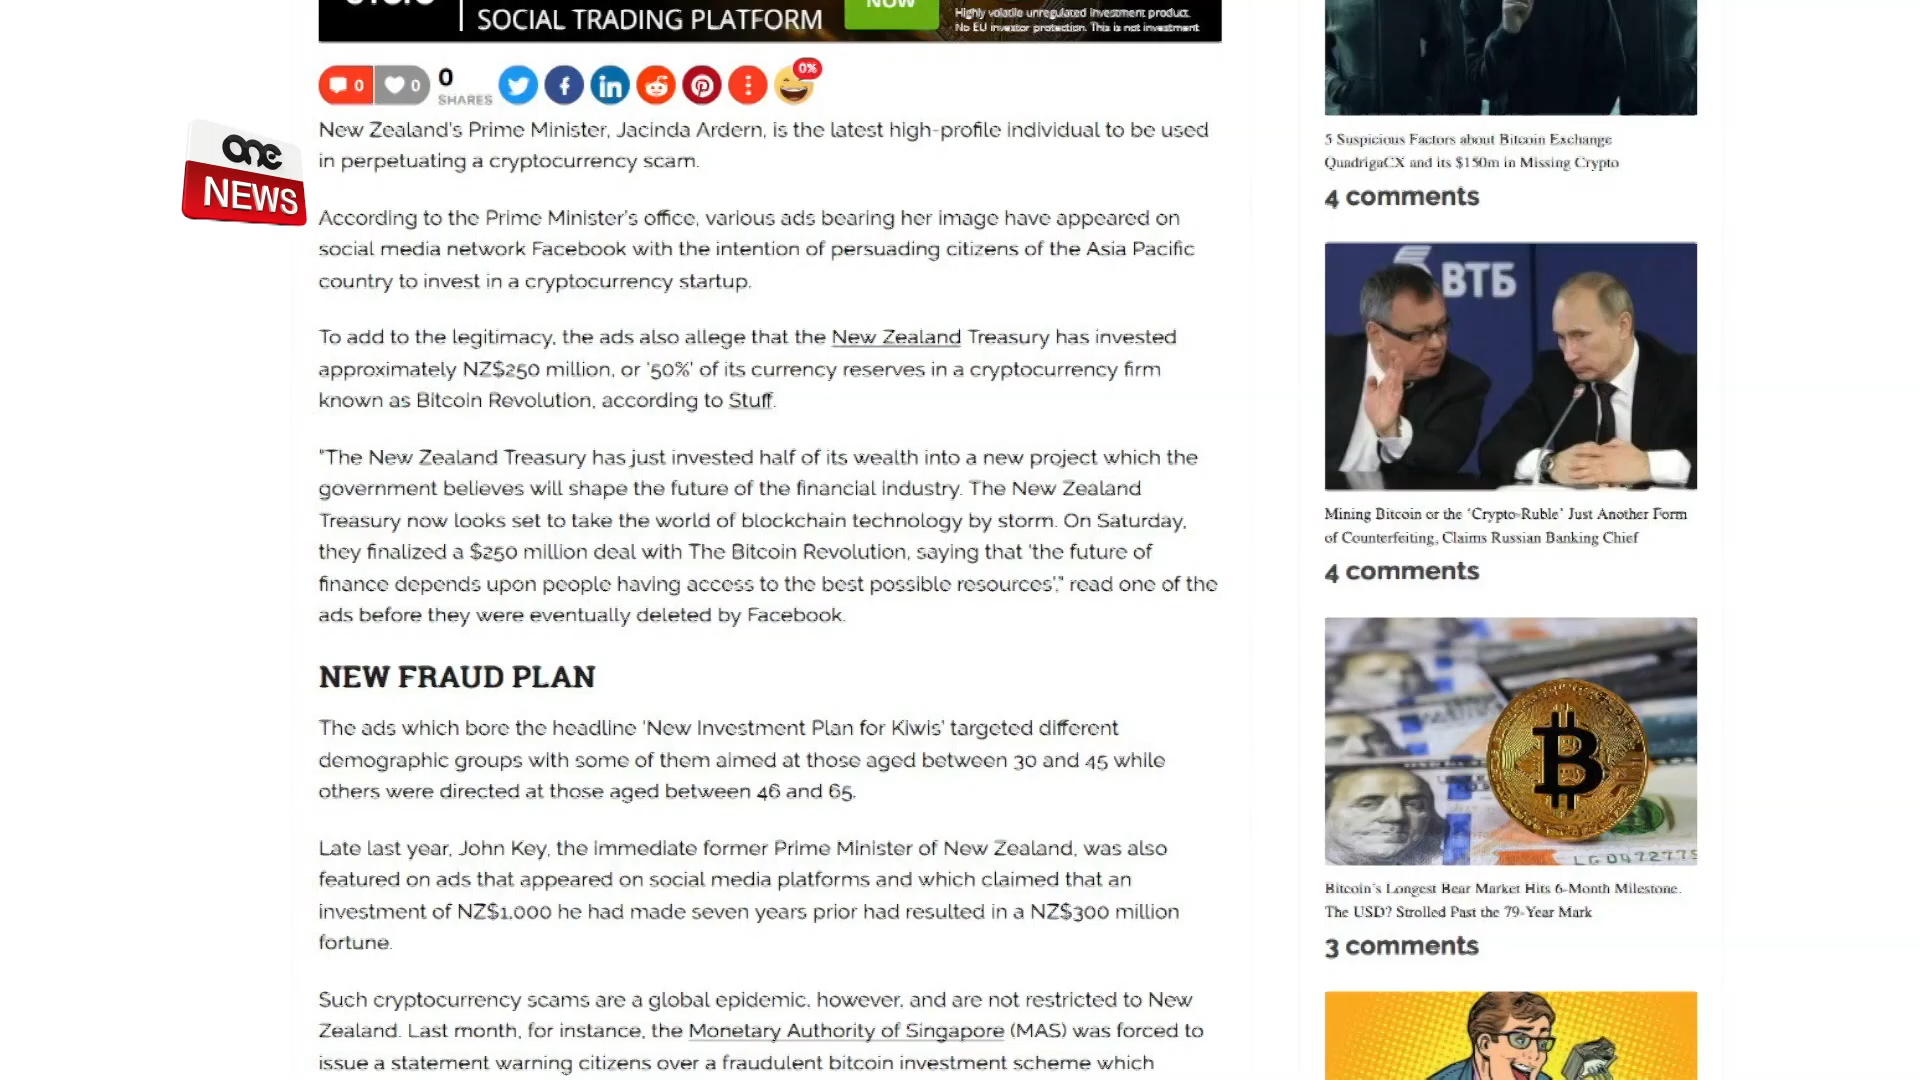 SOCIAL TRADING PLATFORM
NOW
Highly volatile unregulated investment product.
No EU investor protection. This is not investment
0
0
0
SHARES
0%
one
NEWS
New Zealand's Prime Minister, Jacinda Ardern, is the latest high-profile individual to be used
in perpetuating a cryptocurrency scam.
According to the Prime Minister's office, various ads bearing her image have appeared on
social media network Facebook with the intention of persuading citizens of the Asia Pacific
country to invest in a cryptocurrency startup.
To add to the legitimacy, the ads also allege that the New Zealand Treasury has invested
approximately NZ$250 million, or '50%' of its currency reserves in a cryptocurrency firm
known as Bitcoin Revolution, according to Stuff.
"The New Zealand Treasury has just invested half of its wealth into a new project which the
government believes will shape the future of the financial industry. The New Zealand
Treasury now looks set to take the world of blockchain technology by storm. On Saturday,
they finalized a $250 million deal with The Bitcoin Revolution, saying that 'the future of
finance depends upon people having access to the best possible resources'," read one of the
ads before they were eventually deleted by Facebook.
NEW FRAUD PLAN
The ads which bore the headline 'New Investment Plan for Kiwis' targeted different
demographic groups with some of them aimed at those aged between 30 and 45 while
others were directed at those aged between 46 and 65.
Late last year, John Key, the immediate former Prime Minister of New Zealand, was also
featured on ads that appeared on social media platforms and which claimed that an
investment of NZ$1,000 he had made seven years prior had resulted in a NZ$300 million
fortune.
Such cryptocurrency scams are a global epidemic, however, and are not restricted to New
Zealand. Last month, for instance, the Monetary Authority of Singapore (MAS) was forced to
issue a statement warning citizens over a fraudulent bitcoin investment scheme which
5 Suspicious Factors about Bitcoin Exchange
QuadrigaCX and its $150m in Missing Crypto
4 comments
ВТБ
Mining Bitcoin or the 'Crypto-Ruble' Just Another Form
of Counterfeiting, Claims Russian Banking Chief
4 comments
Bitcoin's Longest Bear Market Hits 6-Month Milestone.
The USD? Strolled Past the 79-Year Mark
3 comments